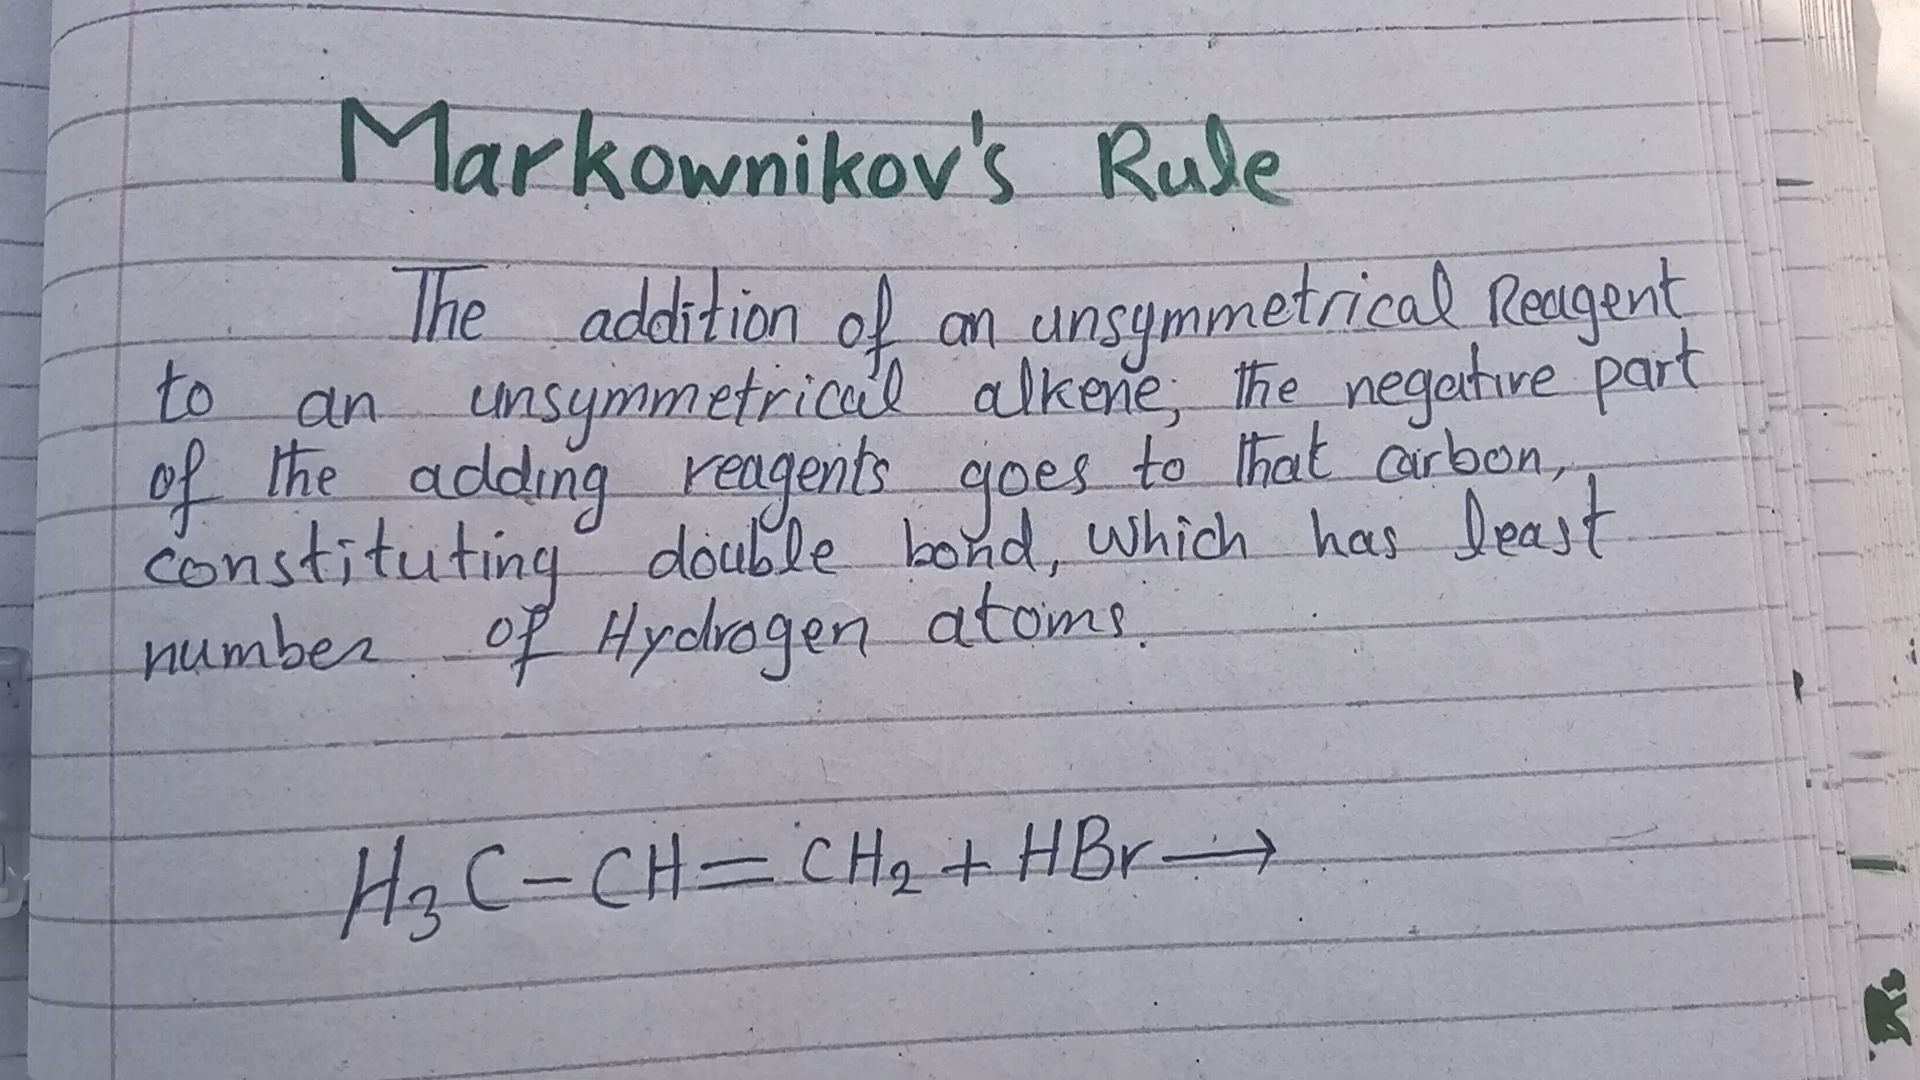 Markownikov's Rule
The addition of an unsymmetrical Reagent
to an unsymmetrical alkene, the negative part
of the adding reagents goes to that carbon,
constituting double bond, which has least
number of Hydrogen atoms.
H₃C-CH=CH₂+HBr→